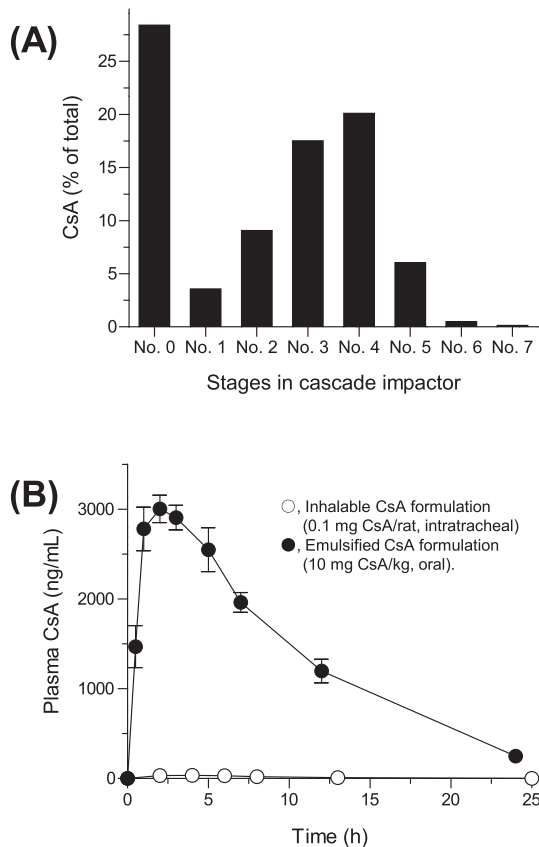 (A)
CsA (% of total)
25
20
15
10
5
0
No. 0 No. 1 No. 2 No. 3 No. 4 No. 5 No. 6 No. 7
Stages in cascade impactor
(B)
Plasma CsA (ng/mL)
3000
2000
1000
0
, Inhalable CsA formulation
(0.1 mg CsA/rat, intratracheal)
, Emulsified CsA formulation
(10 mg CsA/kg, oral).
0 5 10 15 20 25
Time (h)